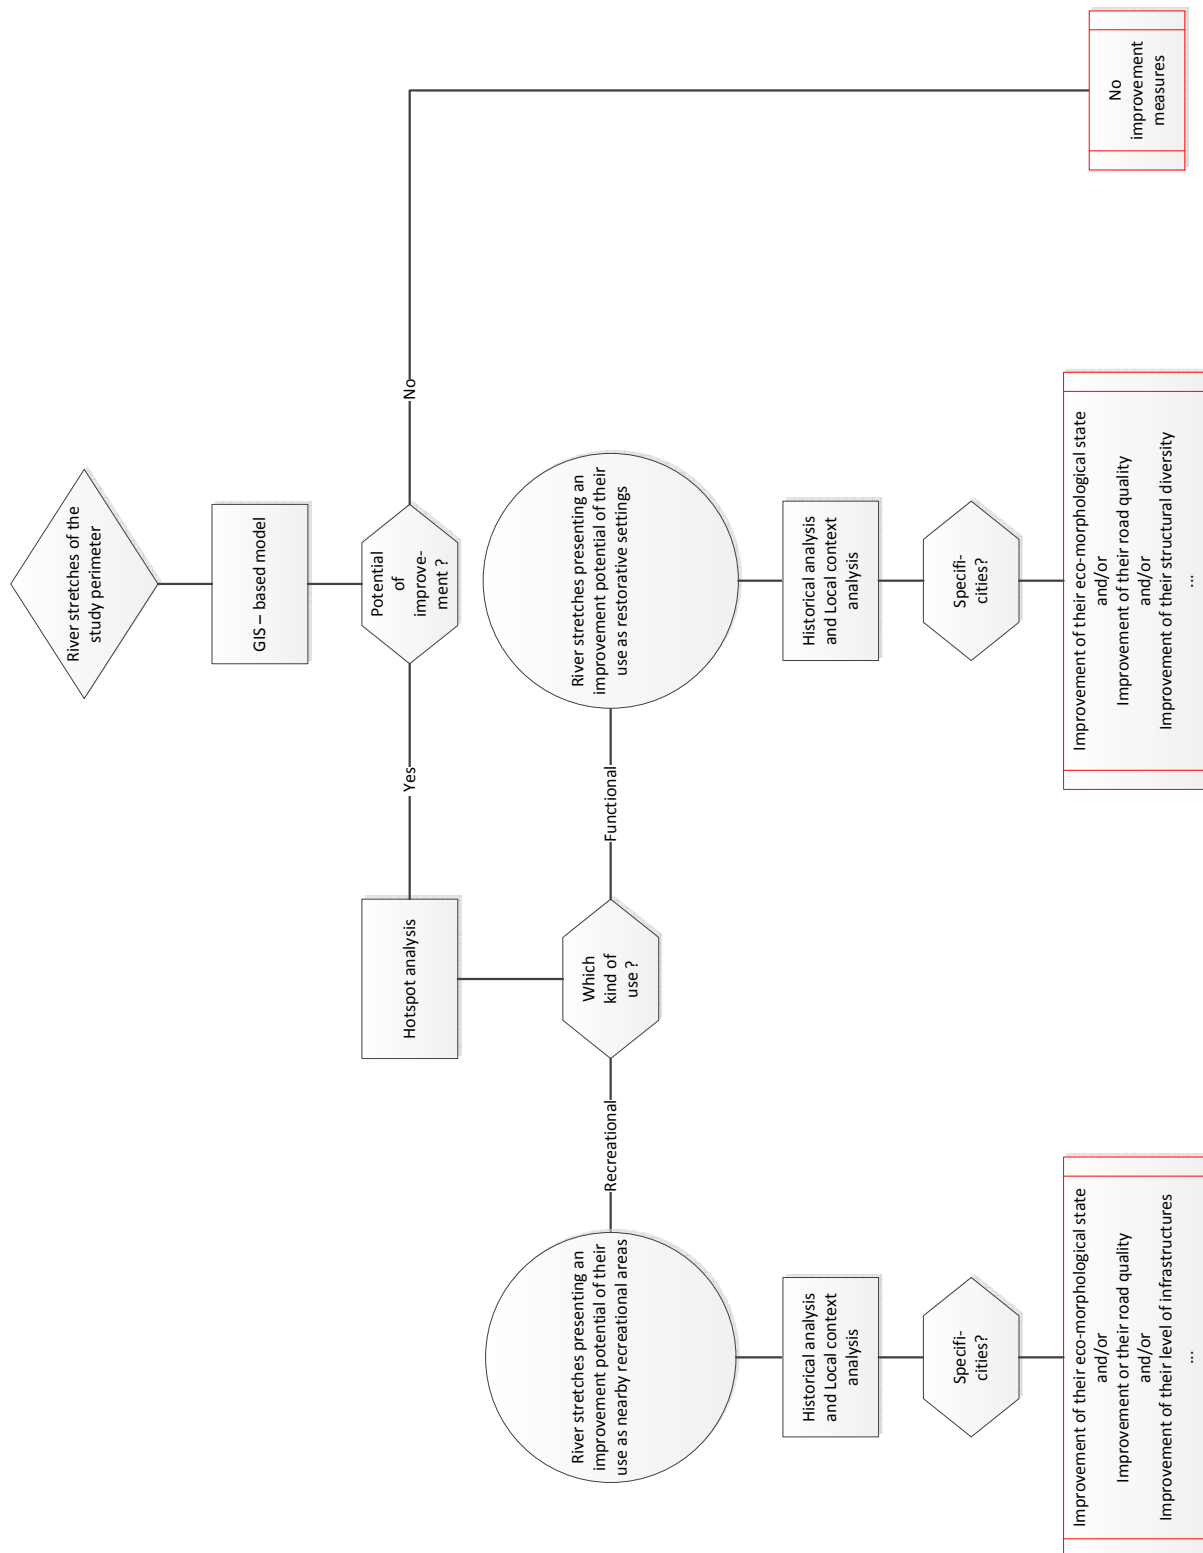 River stretches of the
study perimeter
GIS – based model
Potential
of
improve-
ment ?
Yes
No
Hotspot analysis
Which
kind of
use ?
Recreational
Functional
River stretches presenting an
improvement potential of their
use as nearby recreational areas
River stretches presenting an
improvement potential of their
use as restorative settings
Historical analysis
and Local context
analysis
Historical analysis
and Local context
analysis
Specifi-
cities?
Specifi-
cities?
Improvement of their eco-morphological state
and/or
Improvement or their road quality
and/or
Improvement of their level of infrastructures
...
Improvement of their eco-morphological state
and/or
Improvement of their road quality
and/or
Improvement of their structural diversity
...
No
improvement
measures